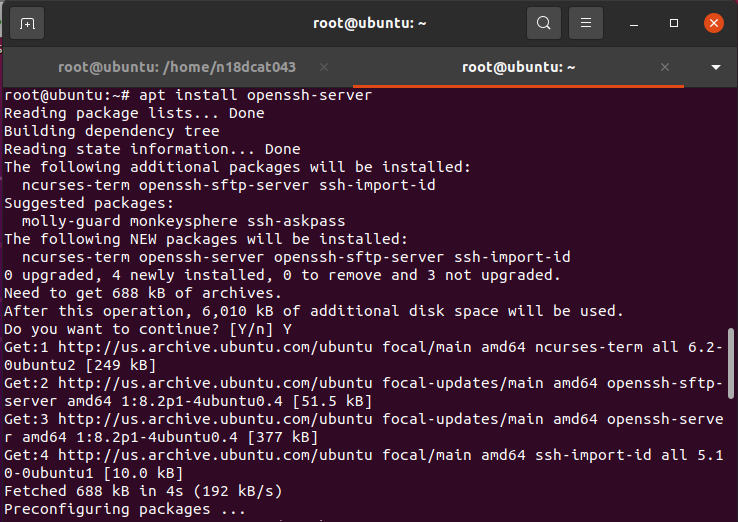 root@ubuntu: ~
root@ubuntu: /home/n18dcat043
root@ubuntu: ~
root@ubuntu:~# apt install openssh-server
Reading package lists... Done
Building dependency tree
Reading state information... Done
The following additional packages will be installed:
  ncurses-term openssh-sftp-server ssh-import-id
Suggested packages:
  molly-guard monkeysphere ssh-askpass
The following NEW packages will be installed:
  ncurses-term openssh-server openssh-sftp-server ssh-import-id
0 upgraded, 4 newly installed, 0 to remove and 3 not upgraded.
Need to get 688 kB of archives.
After this operation, 6,010 kB of additional disk space will be used.
Do you want to continue? [Y/n] Y
Get:1 http://us.archive.ubuntu.com/ubuntu focal/main amd64 ncurses-term all 6.2-
0ubuntu2 [249 kB]
Get:2 http://us.archive.ubuntu.com/ubuntu focal-updates/main amd64 openssh-sftp-
server amd64 1:8.2p1-4ubuntu0.4 [51.5 kB]
Get:3 http://us.archive.ubuntu.com/ubuntu focal-updates/main amd64 openssh-serve
r amd64 1:8.2p1-4ubuntu0.4 [377 kB]
Get:4 http://us.archive.ubuntu.com/ubuntu focal/main amd64 ssh-import-id all 5.1
0-0ubuntu1 [10.0 kB]
Fetched 688 kB in 4s (192 kB/s)
Preconfiguring packages ...